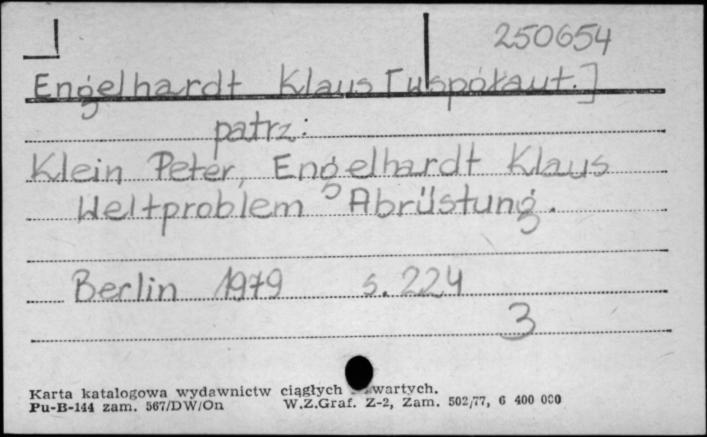 250654
Engelhardt Klaus [współaut.]
patrz:
Klein Peter, Engelhardt Klaus
Weltproblem Abrüstung.
Berlin 1979 s. 224
3
Karta katalogowa wydawnictw ciągłych wartych.
Pu-B-144 zam. 567/DW/On W.Z.Graf. Z-2, Zam. 502/77, 6 400 000